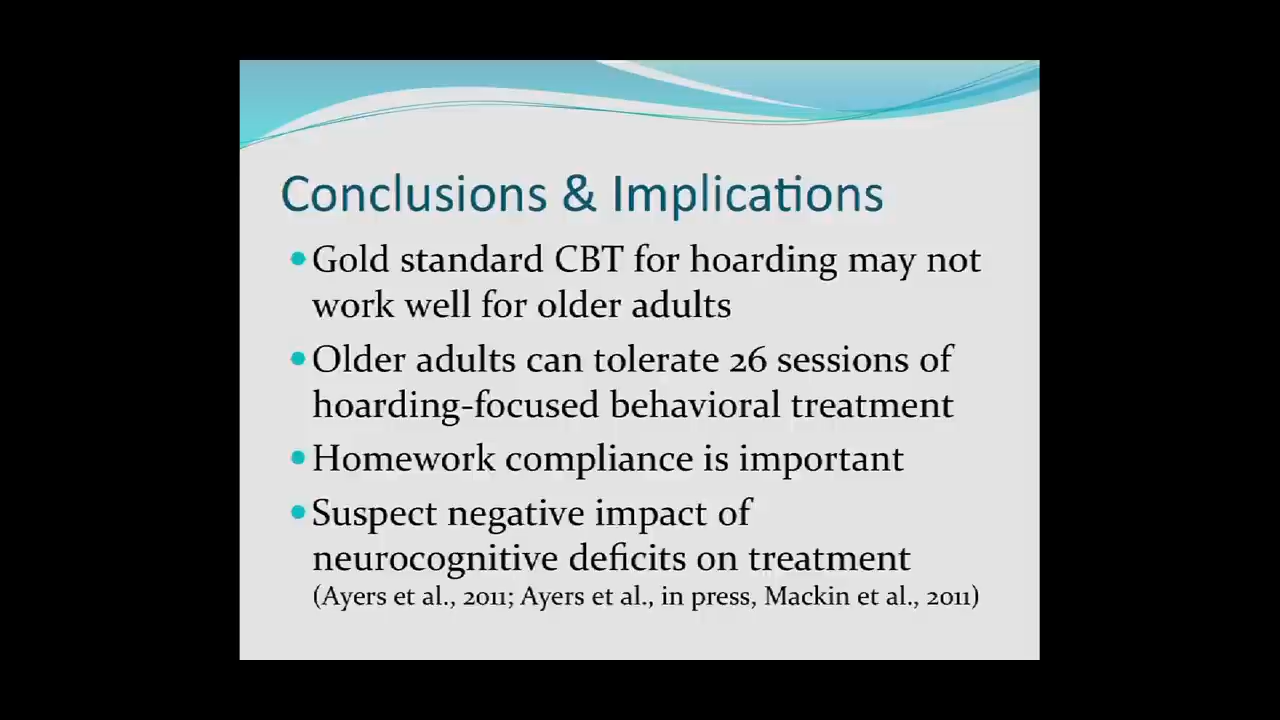 Conclusions & Implications
•Gold standard CBT for hoarding may not
work well for older adults
•Older adults can tolerate 26 sessions of
hoarding-focused behavioral treatment
•Homework compliance is important
•Suspect negative impact of
neurocognitive deficits on treatment
(Ayers et al., 2011; Ayers et al., in press, Mackin et al., 2011)